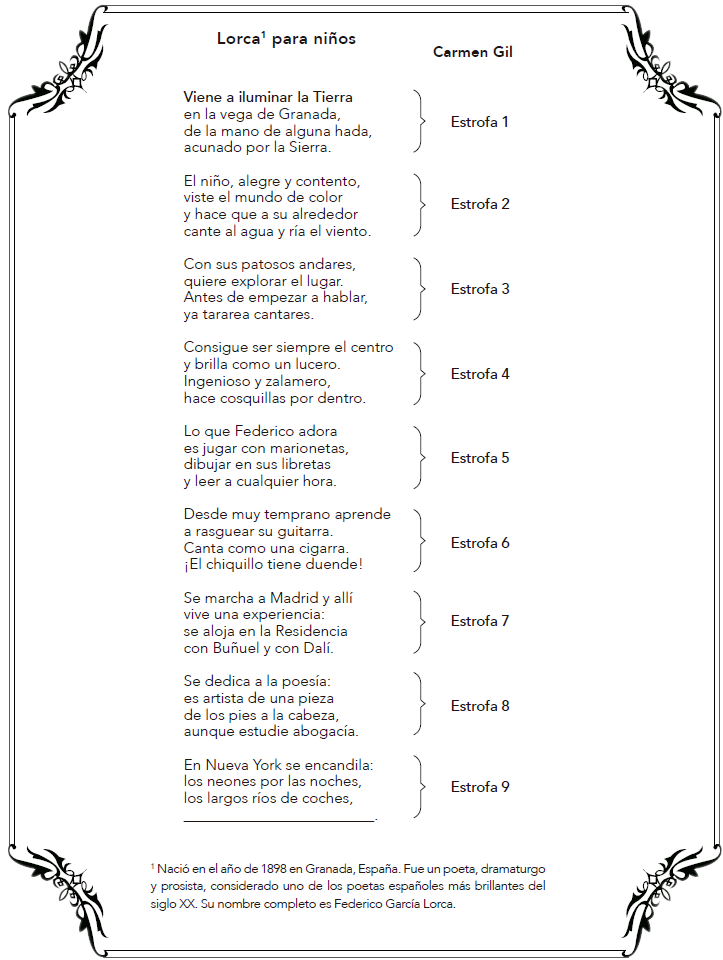 Lorca¹ para niños
Carmen Gil
Viene a iluminar la Tierra
en la vega de Granada,
de la mano de alguna hada,
acunado por la Sierra.
Estrofa 1
El niño, alegre y contento,
viste el mundo de color
y hace que a su alrededor
cante al agua y ría el viento.
Estrofa 2
Con sus patosos andares,
quiere explorar el lugar.
Antes de empezar a hablar,
ya tararea cantares.
Estrofa 3
Consigue ser siempre el centro
y brilla como un lucero.
Ingenioso y zalamero,
hace cosquillas por dentro.
Estrofa 4
Lo que Federico adora
es jugar con marionetas,
dibujar en sus libretas
y leer a cualquier hora.
Estrofa 5
Desde muy temprano aprende
a rasguear su guitarra.
Canta como una cigarra.
¡El chiquillo tiene duende!
Estrofa 6
Se marcha a Madrid y allí
vive una experiencia:
se aloja en la Residencia
con Buñuel y con Dalí.
Estrofa 7
Se dedica a la poesía:
es artista de una pieza
de los pies a la cabeza,
aunque estudie abogacía.
Estrofa 8
En Nueva York se encandila:
los neones por las noches,
los largos ríos de coches,
_________________________.
Estrofa 9
¹ Nació en el año de 1898 en Granada, España. Fue un poeta, dramaturgo
y prosista, considerado uno de los poetas españoles más brillantes del
siglo XX. Su nombre completo es Federico García Lorca.